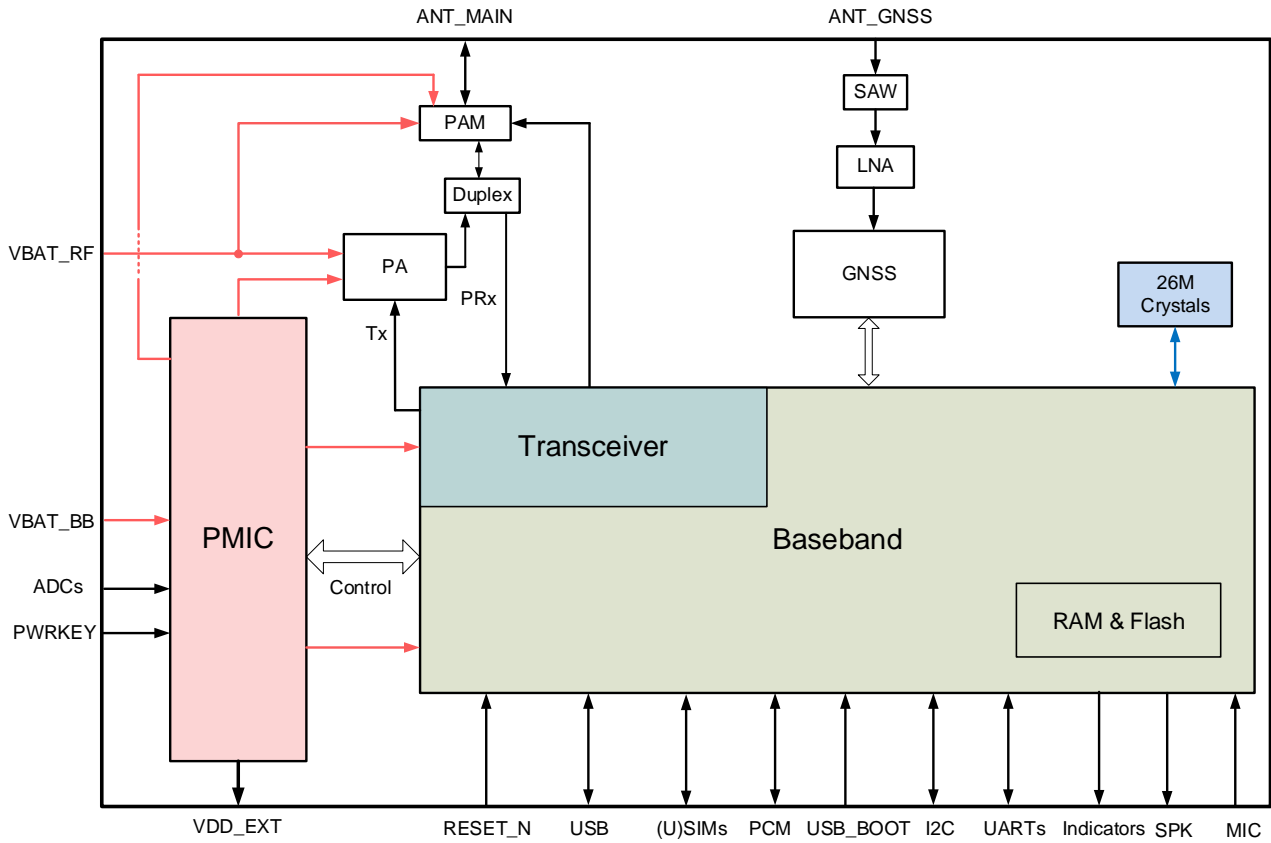 ANT_MAIN
ANT_GNSS
SAW
PAM
LNA
Duplex
VBAT_RF
PA
GNSS
26M
Crystals
PRx
Tx
Transceiver
VBAT_BB
PMIC
Baseband
ADCs
Control
PWRKEY
RAM & Flash
VDD_EXT
RESET_N
USB
(U)SIMs
PCM
USB_BOOT
I2C
UARTs
Indicators
SPK
MIC